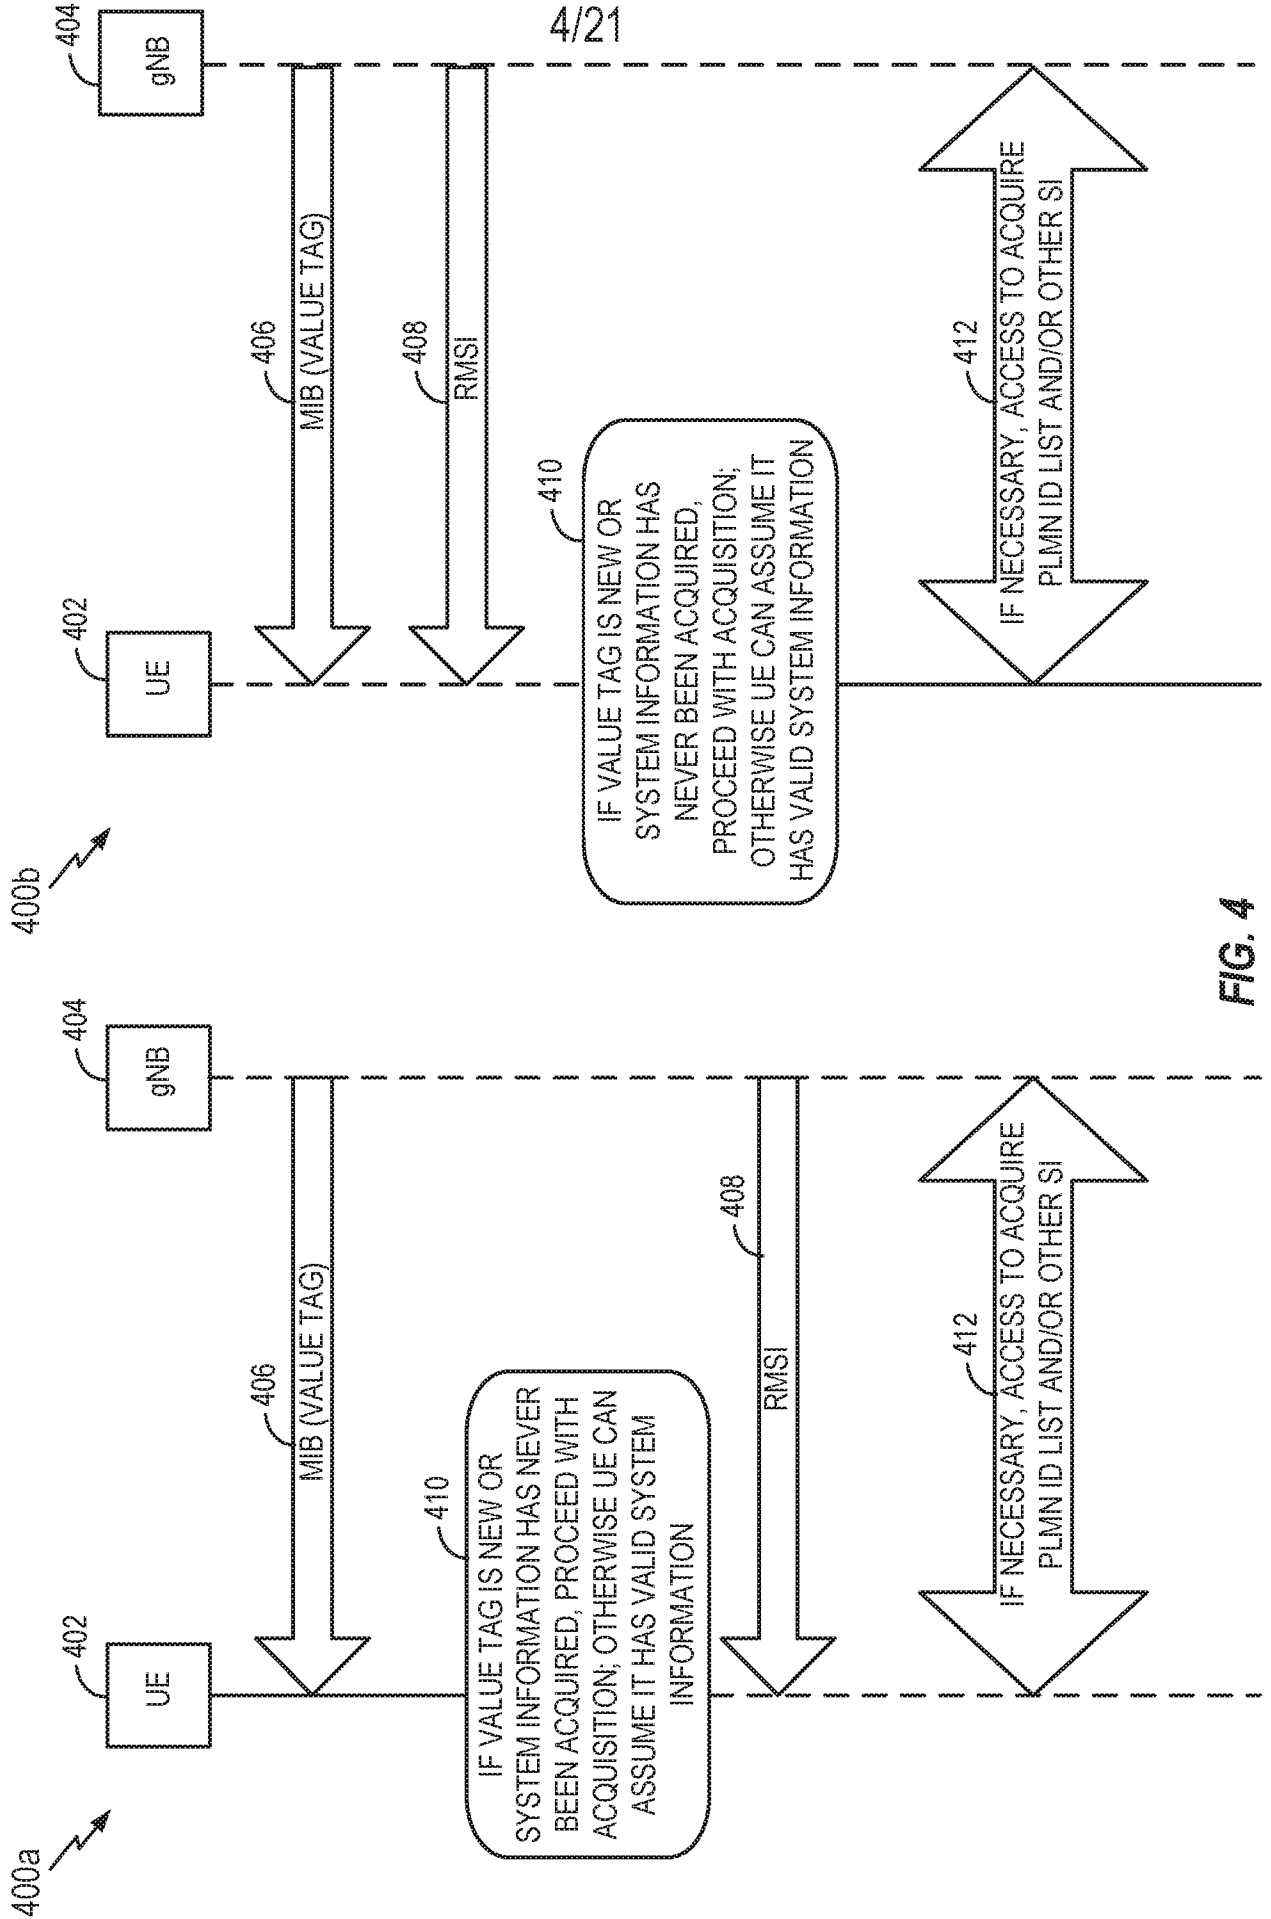 4/21
400a
402
UE
404
gNB
406
MIB (VALUE TAG)
410
IF VALUE TAG IS NEW OR
SYSTEM INFORMATION HAS NEVER
BEEN ACQUIRED, PROCEED WITH
ACQUISITION; OTHERWISE UE CAN
ASSUME IT HAS VALID SYSTEM
INFORMATION
408
RMSI
412
IF NECESSARY, ACCESS TO ACQUIRE
PLMN ID LIST AND/OR OTHER SI
400b
402
UE
404
gNB
406
MIB (VALUE TAG)
408
RMSI
410
IF VALUE TAG IS NEW OR
SYSTEM INFORMATION HAS
NEVER BEEN ACQUIRED,
PROCEED WITH ACQUISITION;
OTHERWISE UE CAN ASSUME IT
HAS VALID SYSTEM INFORMATION
412
IF NECESSARY, ACCESS TO ACQUIRE
PLMN ID LIST AND/OR OTHER SI
FIG. 4